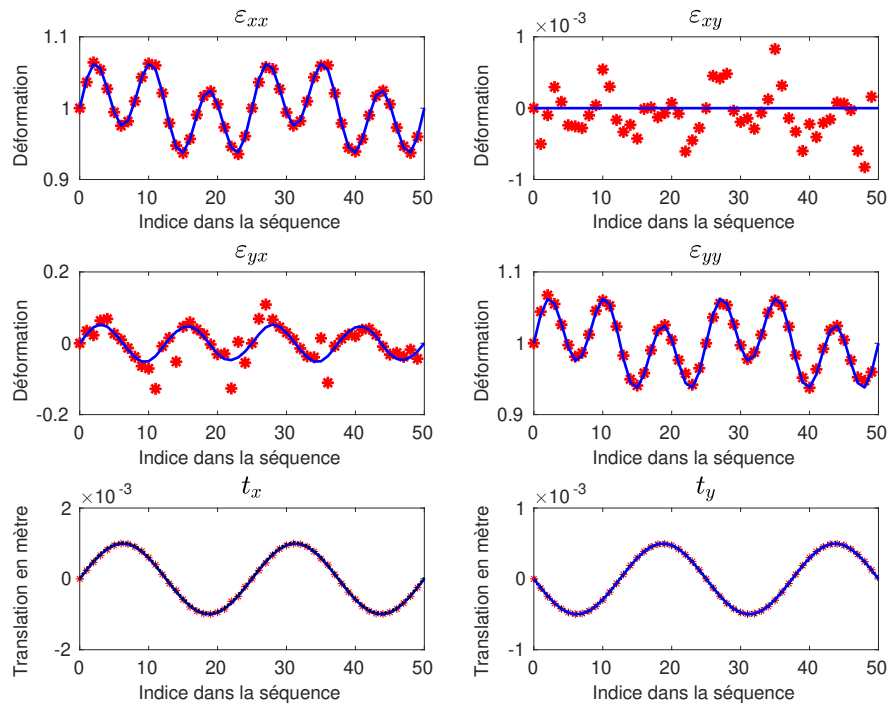 εxx
1.1
1
0.9
0 10 20 30 40 50
Déformation
Indice dans la séquence
εxy
×10-3
1
0
-1
0 10 20 30 40 50
Déformation
Indice dans la séquence
εyx
0.2
0
-0.2
0 10 20 30 40 50
Déformation
Indice dans la séquence
εyy
1.1
1
0.9
0 10 20 30 40 50
Déformation
Indice dans la séquence
tx
×10-3
2
0
-2
0 10 20 30 40 50
Translation en mètre
Indice dans la séquence
ty
×10-3
1
0
-1
0 10 20 30 40 50
Translation en mètre
Indice dans la séquence